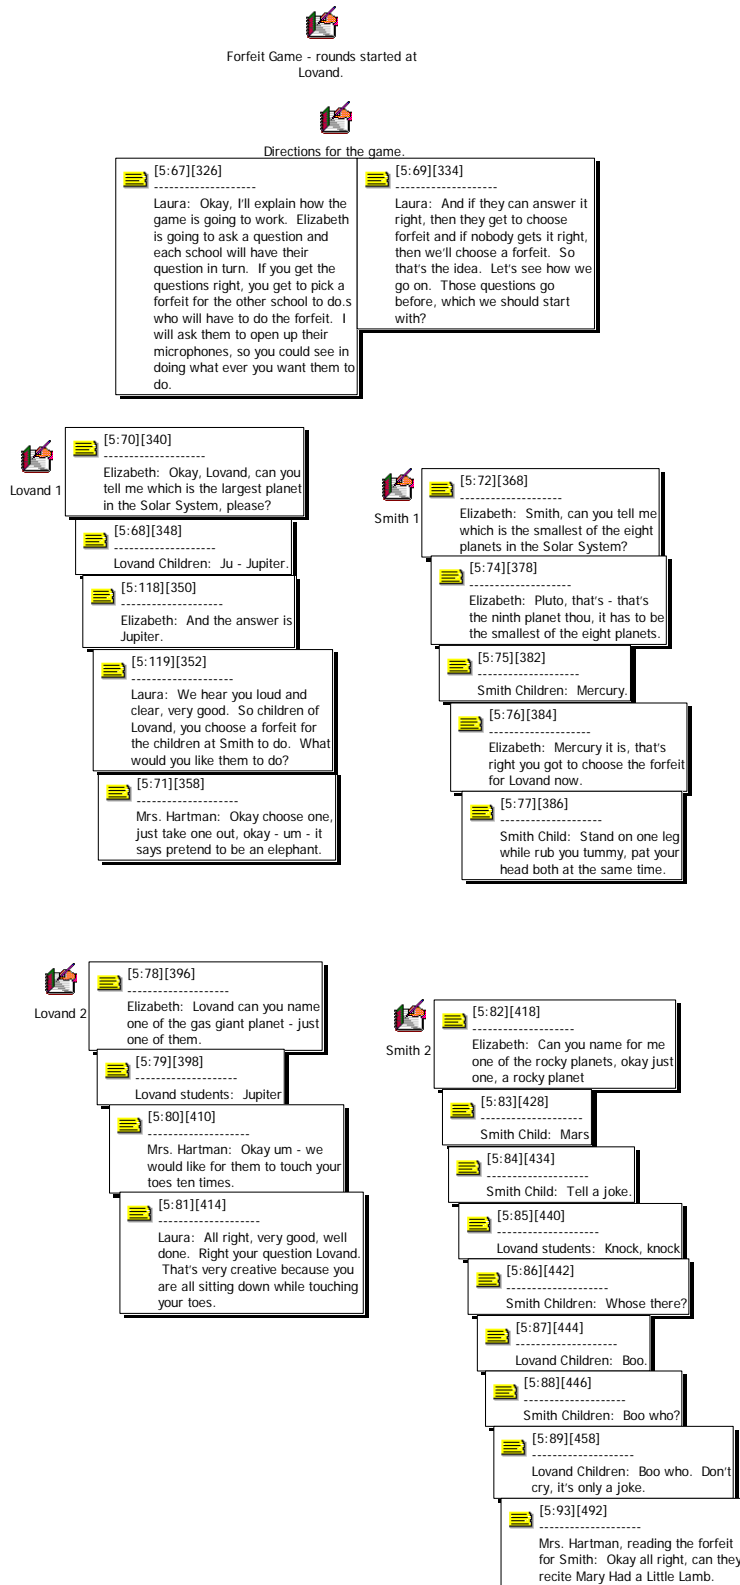 Forfeit Game - rounds started at
Lovand.
Directions for the game.
[5:67][326]
--------------------
Laura:  Okay, I'll explain how the
game is going to work.  Elizabeth
is going to ask a question and
each school will have their
question in turn.  If you get the
questions right, you get to pick a
forfeit for the other school to do.s
who will have to do the forfeit.  I
will ask them to open up their
microphones, so you could see in
doing what ever you want them to
do.
[5:69][334]
--------------------
Laura:  And if they can answer it
right, then they get to choose
forfeit and if nobody gets it right,
then we'll choose a forfeit.  So
that's the idea.  Let's see how we
go on.  Those questions go
before, which we should start
with?
Lovand 1
[5:70][340]
--------------------
Elizabeth:  Okay, Lovand, can you
tell me which is the largest planet
in the Solar System, please?
[5:68][348]
--------------------
Lovand Children:  Ju - Jupiter.
[5:118][350]
--------------------
Elizabeth:  And the answer is
Jupiter.
[5:119][352]
--------------------
Laura:  We hear you loud and
clear, very good.  So children of
Lovand, you choose a forfeit for
the children at Smith to do.  What
would you like them to do?
[5:71][358]
--------------------
Mrs. Hartman:  Okay choose one,
just take one out, okay - um - it
says pretend to be an elephant.
Smith 1
[5:72][368]
--------------------
Elizabeth:  Smith, can you tell me
which is the smallest of the eight
planets in the Solar System?
[5:74][378]
--------------------
Elizabeth:  Pluto, that's - that's
the ninth planet thou, it has to be
the smallest of the eight planets.
[5:75][382]
--------------------
Smith Children:  Mercury.
[5:76][384]
--------------------
Elizabeth:  Mercury it is, that's
right you got to choose the forfeit
for Lovand now.
[5:77][386]
--------------------
Smith Child:  Stand on one leg
while rub you tummy, pat your
head both at the same time.
Lovand 2
[5:78][396]
--------------------
Elizabeth:  Lovand can you name
one of the gas giant planet - just
one of them.
[5:79][398]
--------------------
Lovand students:  Jupiter
[5:80][410]
--------------------
Mrs. Hartman:  Okay um - we
would like for them to touch your
toes ten times.
[5:81][414]
--------------------
Laura:  All right, very good, well
done.  Right your question Lovand.
That's very creative because you
are all sitting down while touching
your toes.
Smith 2
[5:82][418]
--------------------
Elizabeth:  Can you name for me
one of the rocky planets, okay just
one, a rocky planet
[5:83][428]
--------------------
Smith Child:  Mars
[5:84][434]
--------------------
Smith Child:  Tell a joke.
[5:85][440]
--------------------
Lovand students:  Knock, knock
[5:86][442]
--------------------
Smith Children:  Whose there?
[5:87][444]
--------------------
Lovand Children:  Boo.
[5:88][446]
--------------------
Smith Children:  Boo who?
[5:89][458]
--------------------
Lovand Children:  Boo who.  Don't
cry, it's only a joke.
[5:93][492]
--------------------
Mrs. Hartman, reading the forfeit
for Smith:  Okay all right, can they
recite Mary Had a Little Lamb.